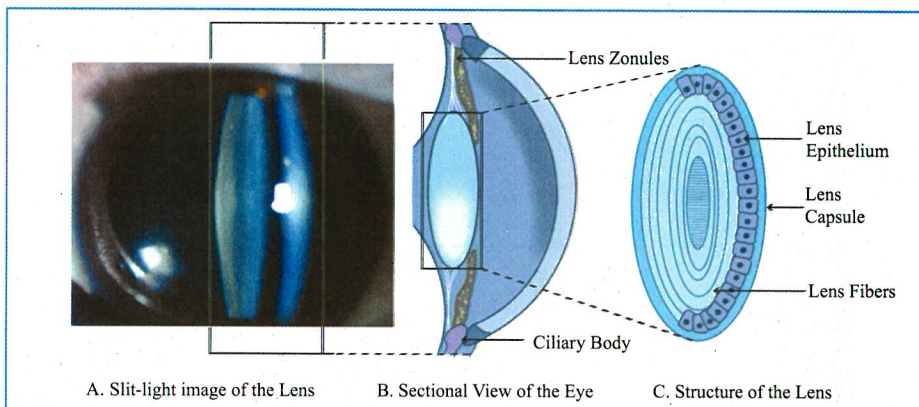 Lens Zonules
Lens
Epithelium
Lens
Capsule
Lens Fibers
Ciliary Body
A. Slit-light image of the Lens
B. Sectional View of the Eye
C. Structure of the Lens